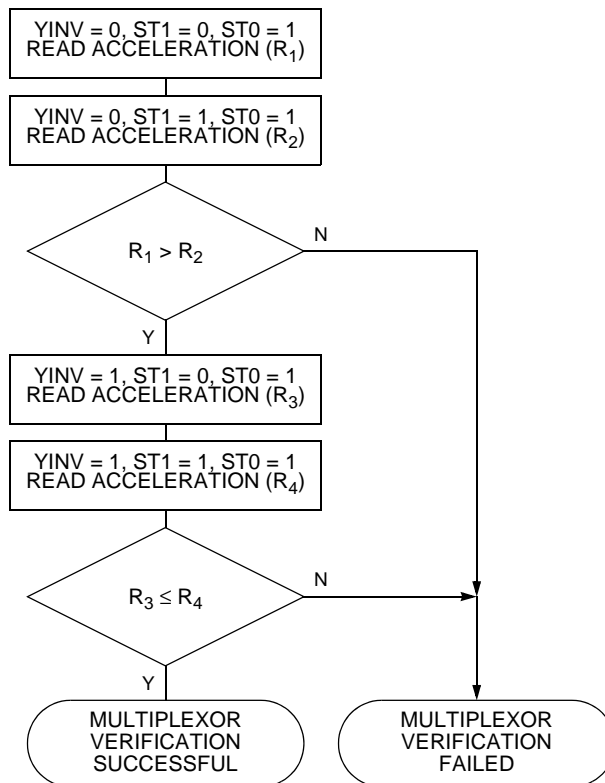 YINV = 0, ST1 = 0, ST0 = 1
READ ACCELERATION (R1)
YINV = 0, ST1 = 1, ST0 = 1
READ ACCELERATION (R2)
R1 > R2
N
Y
YINV = 1, ST1 = 0, ST0 = 1
READ ACCELERATION (R3)
YINV = 1, ST1 = 1, ST0 = 1
READ ACCELERATION (R4)
R3 ≤ R4
N
Y
MULTIPLEXOR
VERIFICATION
SUCCESSFUL
MULTIPLEXOR
VERIFICATION
FAILED